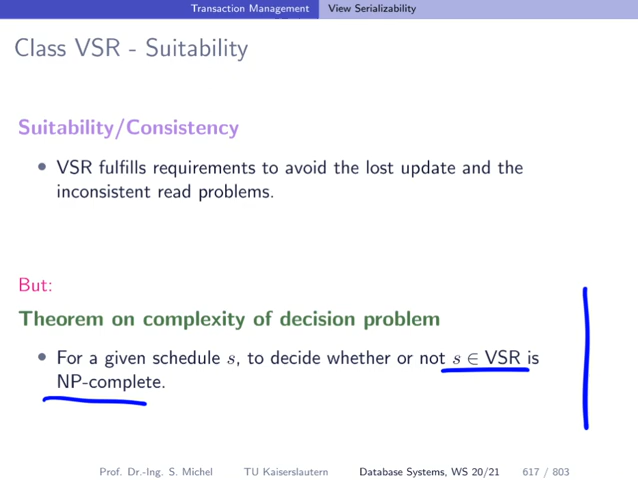 Transaction Management View Serializability
Class VSR - Suitability
Suitability/Consistency
• VSR fulfills requirements to avoid the lost update and the
inconsistent read problems.
But:
Theorem on complexity of decision problem
• For a given schedule s, to decide whether or not s ∈ VSR is
NP-complete.
Prof. Dr.-Ing. S. Michel TU Kaiserslautern Database Systems, WS 20/21 617 / 803